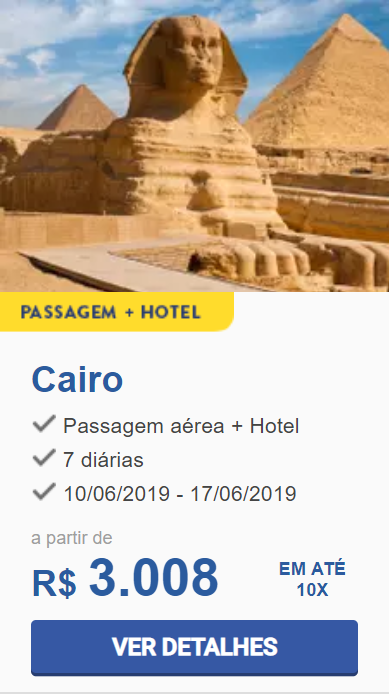 PASSAGEM + HOTEL
Cairo
Passagem aérea + Hotel
7 diárias
10/06/2019 - 17/06/2019
a partir de
R$ 3.008
EM ATÉ
10X
VER DETALHES